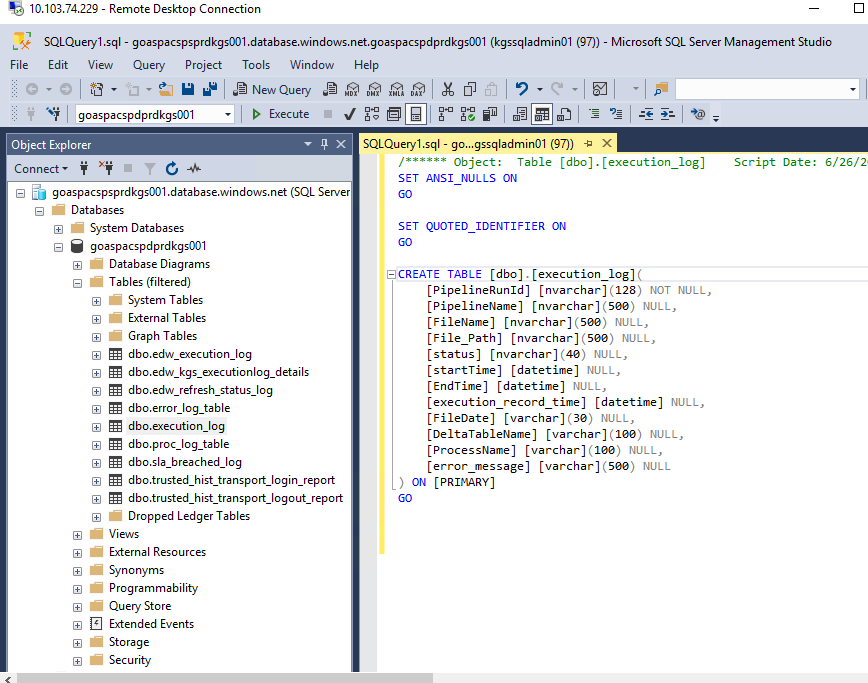 10.103.74.229 - Remote Desktop Connection
SQLQuery1.sql - goaspacspsprdkgs001.database.windows.net.goaspacspdprdkgs001 (kgssqladmin01 (97)) - Microsoft SQL Server Management Studio
File Edit View Query Project Tools Window Help
New Query
MDX DMX XMLA DAX
goaspacspdprdkgs001
Execute
Object Explorer
SQLQuery1.sql - go...gssqladmin01 (97))
Connect
goaspacspsprdkgs001.database.windows.net (SQL Server
Databases
System Databases
goaspacspdprdkgs001
Database Diagrams
Tables (filtered)
System Tables
External Tables
Graph Tables
dbo.edw_execution_log
dbo.edw_kgs_executionlog_details
dbo.edw_refresh_status_log
dbo.error_log_table
dbo.execution_log
dbo.proc_log_table
dbo.sla_breached_log
dbo.trusted_hist_transport_login_report
dbo.trusted_hist_transport_logout_report
Dropped Ledger Tables
Views
External Resources
Synonyms
Programmability
Query Store
Extended Events
Storage
Security
/****** Object:  Table [dbo].[execution_log]    Script Date: 6/26/20
SET ANSI_NULLS ON
GO
SET QUOTED_IDENTIFIER ON
GO
CREATE TABLE [dbo].[execution_log](
[PipelineRunId] [nvarchar](128) NOT NULL,
[PipelineName] [nvarchar](500) NULL,
[FileName] [nvarchar](500) NULL,
[File_Path] [nvarchar](500) NULL,
[status] [nvarchar](40) NULL,
[startTime] [datetime] NULL,
[EndTime] [datetime] NULL,
[execution_record_time] [datetime] NULL,
[FileDate] [varchar](30) NULL,
[DeltaTableName] [varchar](100) NULL,
[ProcessName] [varchar](100) NULL,
[error_message] [varchar](500) NULL
) ON [PRIMARY]
GO